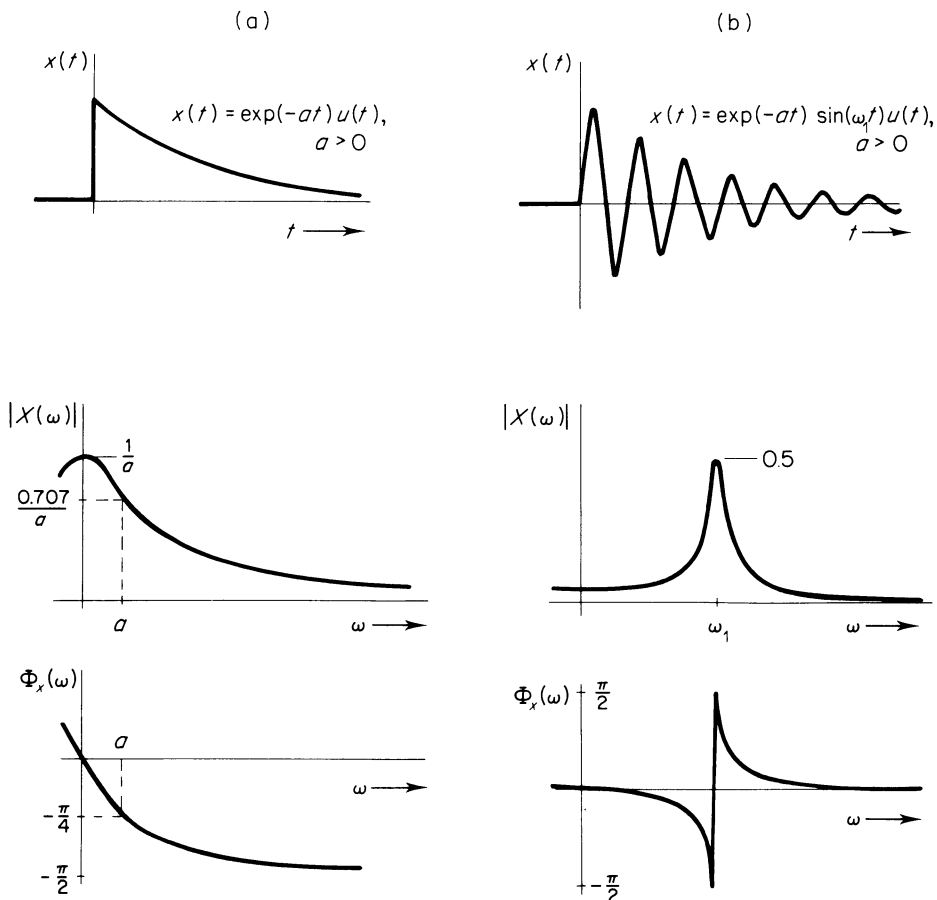 (a)
x(t)
x(t) = exp(-at)u(t),
a > 0
t
|X(ω)|
1/a
0.707/a
a
ω
Φₓ(ω)
a
ω
-π/4
-π/2
(b)
x(t)
x(t) = exp(-at) sin(ω₁t)u(t),
a > 0
t
|X(ω)|
0.5
ω₁
ω
Φₓ(ω)
π/2
ω
-π/2